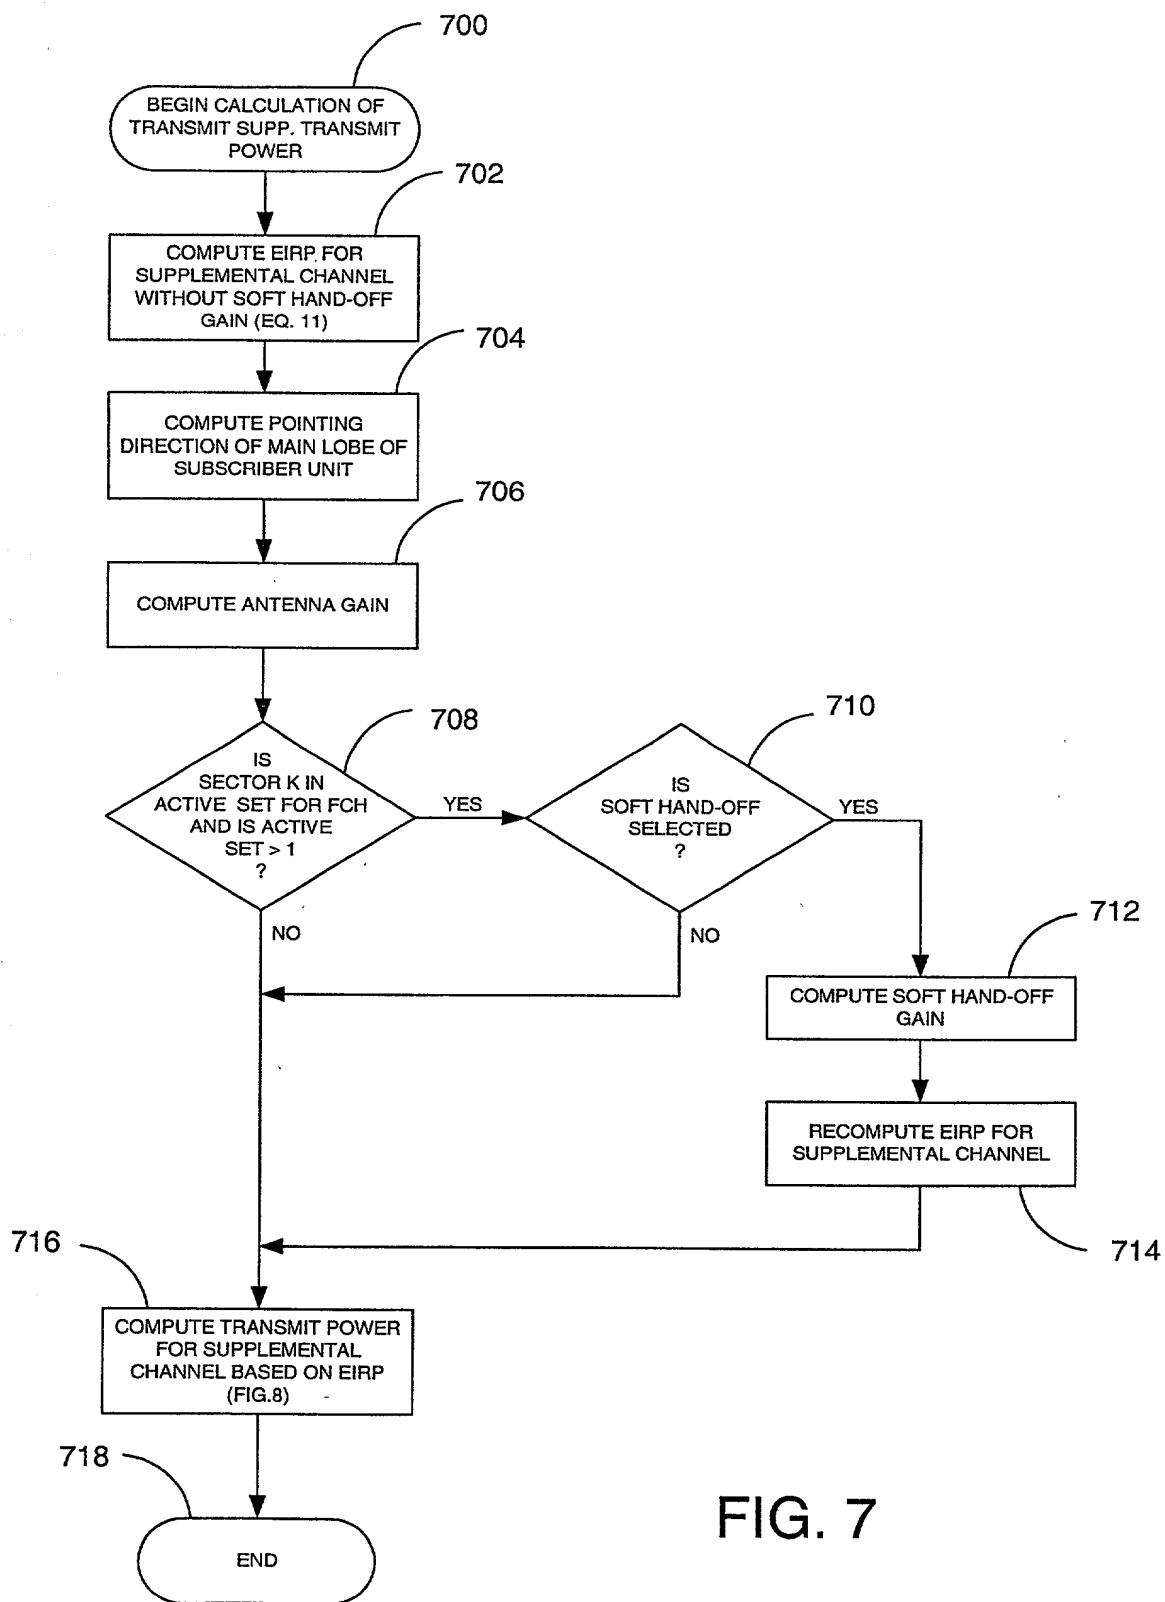 700
BEGIN CALCULATION OF
TRANSMIT SUPP. TRANSMIT
POWER
702
COMPUTE EIRP FOR
SUPPLEMENTAL CHANNEL
WITHOUT SOFT HAND-OFF
GAIN (EQ. 11)
704
COMPUTE POINTING
DIRECTION OF MAIN LOBE OF
SUBSCRIBER UNIT
706
COMPUTE ANTENNA GAIN
708
IS
SECTOR K IN
ACTIVE SET FOR FCH
AND IS ACTIVE
SET > 1
?
YES
NO
710
IS
SOFT HAND-OFF
SELECTED
?
YES
NO
712
COMPUTE SOFT HAND-OFF
GAIN
RECOMPUTE EIRP FOR
SUPPLEMENTAL CHANNEL
714
716
COMPUTE TRANSMIT POWER
FOR SUPPLEMENTAL
CHANNEL BASED ON EIRP
(FIG.8)
718
END
FIG. 7